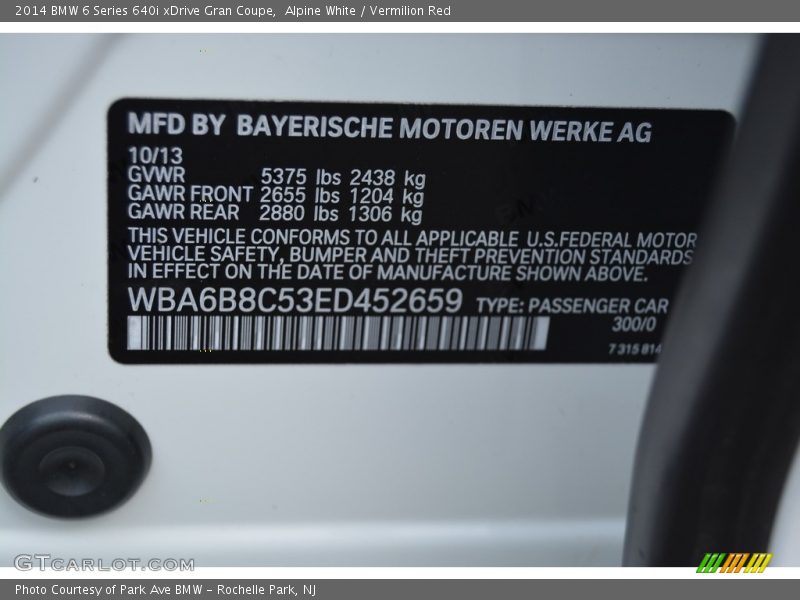 2014 BMW 6 Series 640i xDrive Gran Coupe,  Alpine White / Vermilion Red
MFD BY BAYERISCHE MOTOREN WERKE AG
10/13
GVWR 5375 lbs 2438 kg
GAWR FRONT 2655 lbs 1204 kg
GAWR REAR 2880 lbs 1306 kg
THIS VEHICLE CONFORMS TO ALL APPLICABLE U.S.FEDERAL MOTOR
VEHICLE SAFETY, BUMPER AND THEFT PREVENTION STANDARDS
IN EFFECT ON THE DATE OF MANUFACTURE SHOWN ABOVE.
WBA6B8C53ED452659 TYPE: PASSENGER CAR
300/0
7 315 814
GTCARLOT.COM
Photo Courtesy of Park Ave BMW - Rochelle Park, NJ